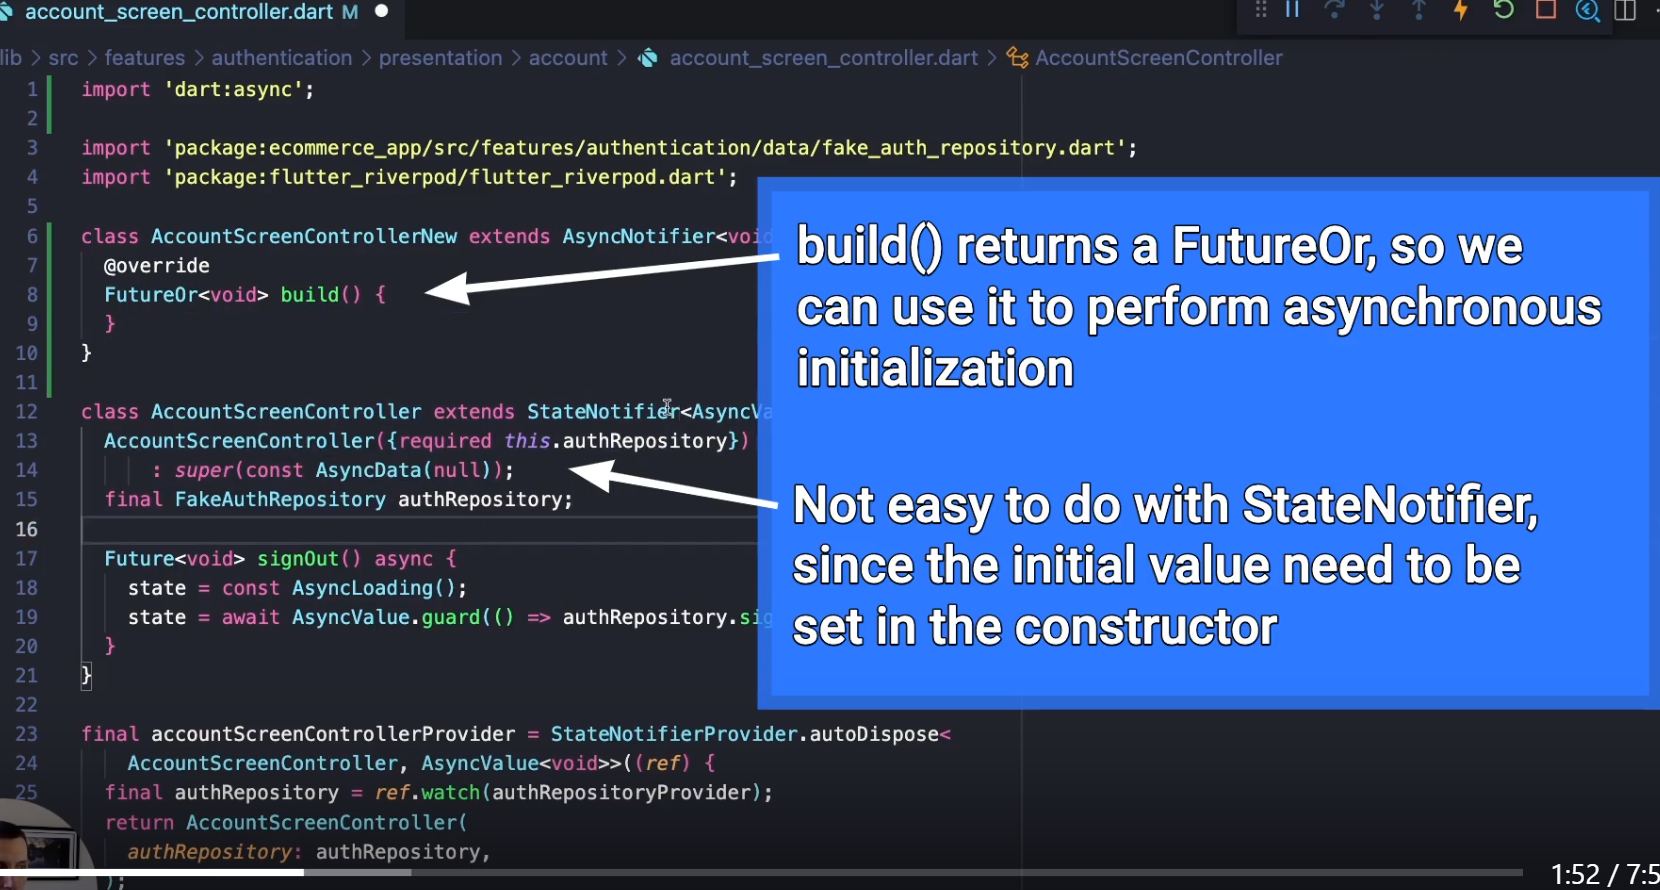 account_screen_controller.dart M
lib > src > features > authentication > presentation > account > account_screen_controller.dart > AccountScreenController
1 import 'dart:async';
2
3 import 'package:ecommerce_app/src/features/authentication/data/fake_auth_repository.dart';
4 import 'package:flutter_riverpod/flutter_riverpod.dart';
5
6 class AccountScreenControllerNew extends AsyncNotifier<void
7 @override
8 FutureOr<void> build() {
9 }
10 }
11
12 class AccountScreenController extends StateNotifier<AsyncVa
13 AccountScreenController({required this.authRepository})
14 : super(const AsyncData(null));
15 final FakeAuthRepository authRepository;
16
17 Future<void> signOut() async {
18 state = const AsyncLoading();
19 state = await AsyncValue.guard(() => authRepository.sig
20 }
21 }
22
23 final accountScreenControllerProvider = StateNotifierProvider.autoDispose<
24 AccountScreenController, AsyncValue<void>>((ref) {
25 final authRepository = ref.watch(authRepositoryProvider);
return AccountScreenController(
authRepository: authRepository,
);
build() returns a FutureOr, so we
can use it to perform asynchronous
initialization
Not easy to do with StateNotifier,
since the initial value need to be
set in the constructor
1:52 / 7:5